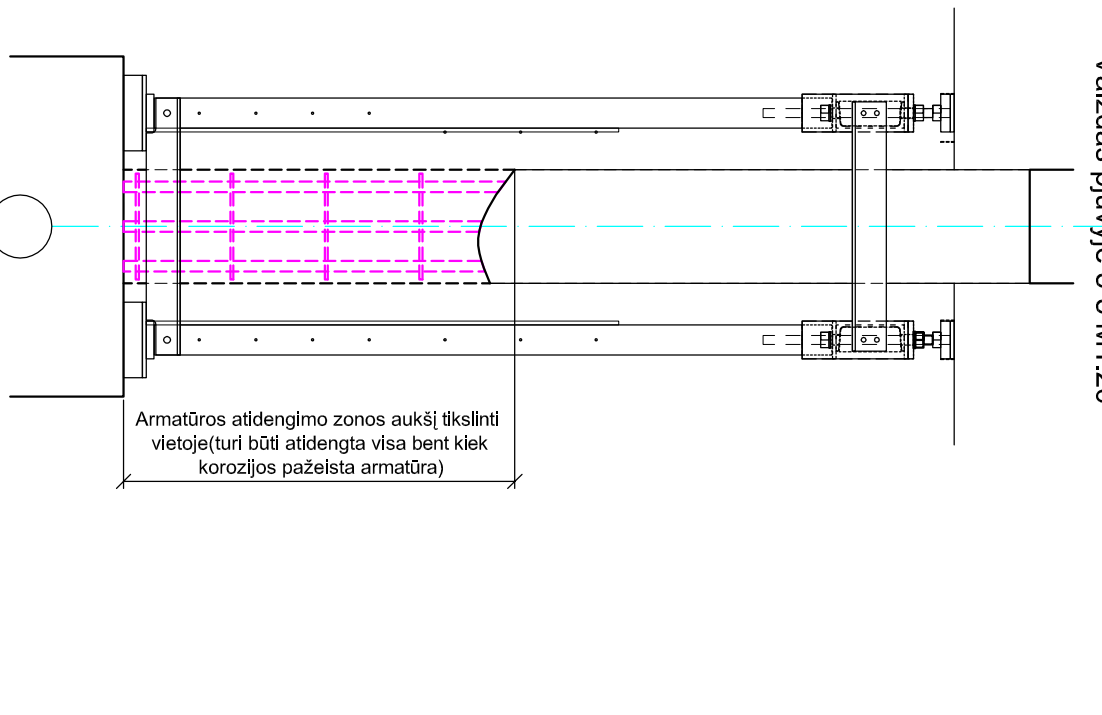 Armatūros atidengimo zonos aukšį tikslinti
vietoje(turi būti atidengta visa bent kiek
korozijos pažeista armatūra)